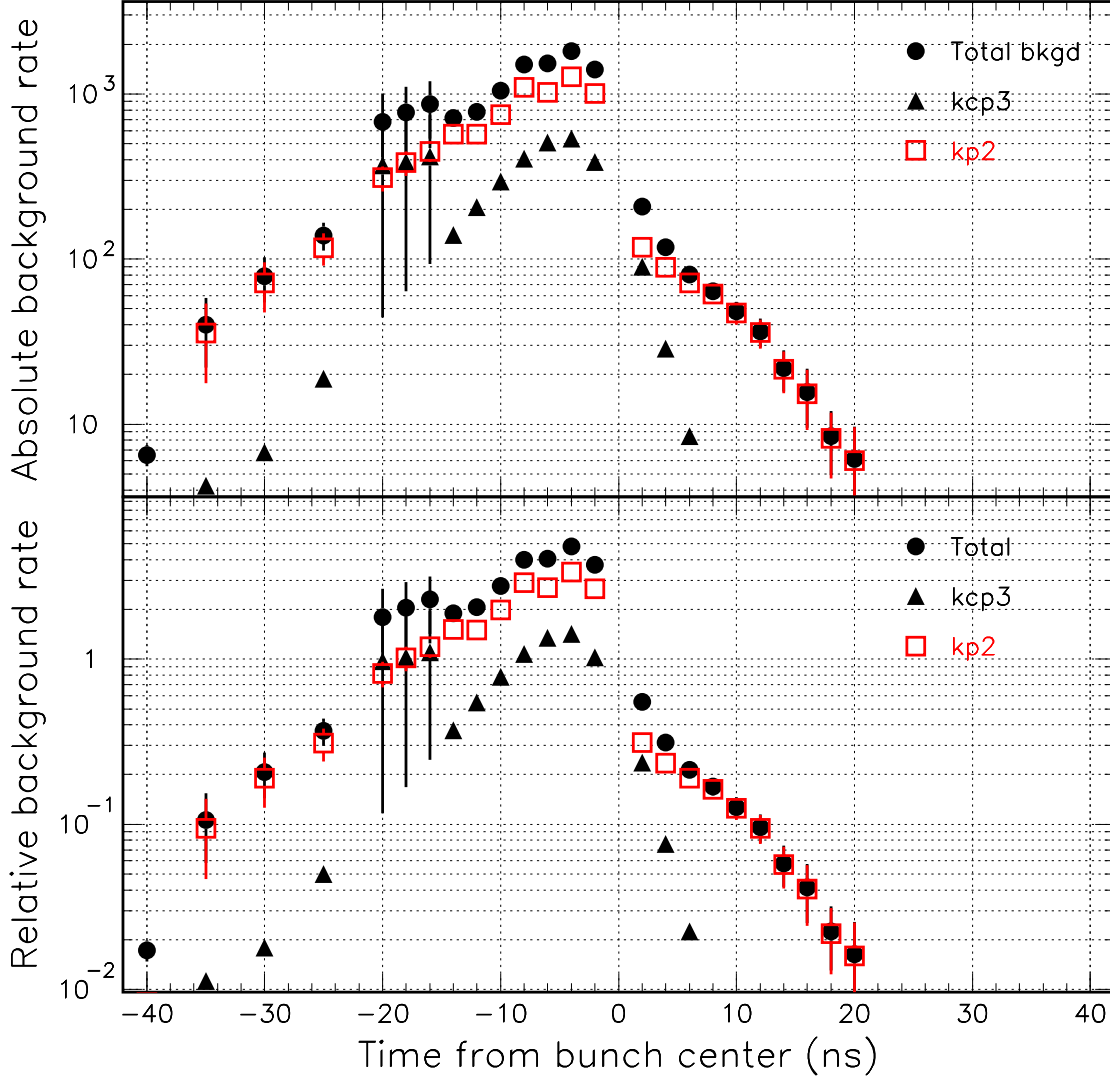 Absolute background rate
10³
10²
10
Total bkgd
kcp3
kp2
Relative background rate
1
10⁻¹
10⁻²
Total
kcp3
kp2
−40 −30 −20 −10 0 10 20 30 40
Time from bunch center (ns)